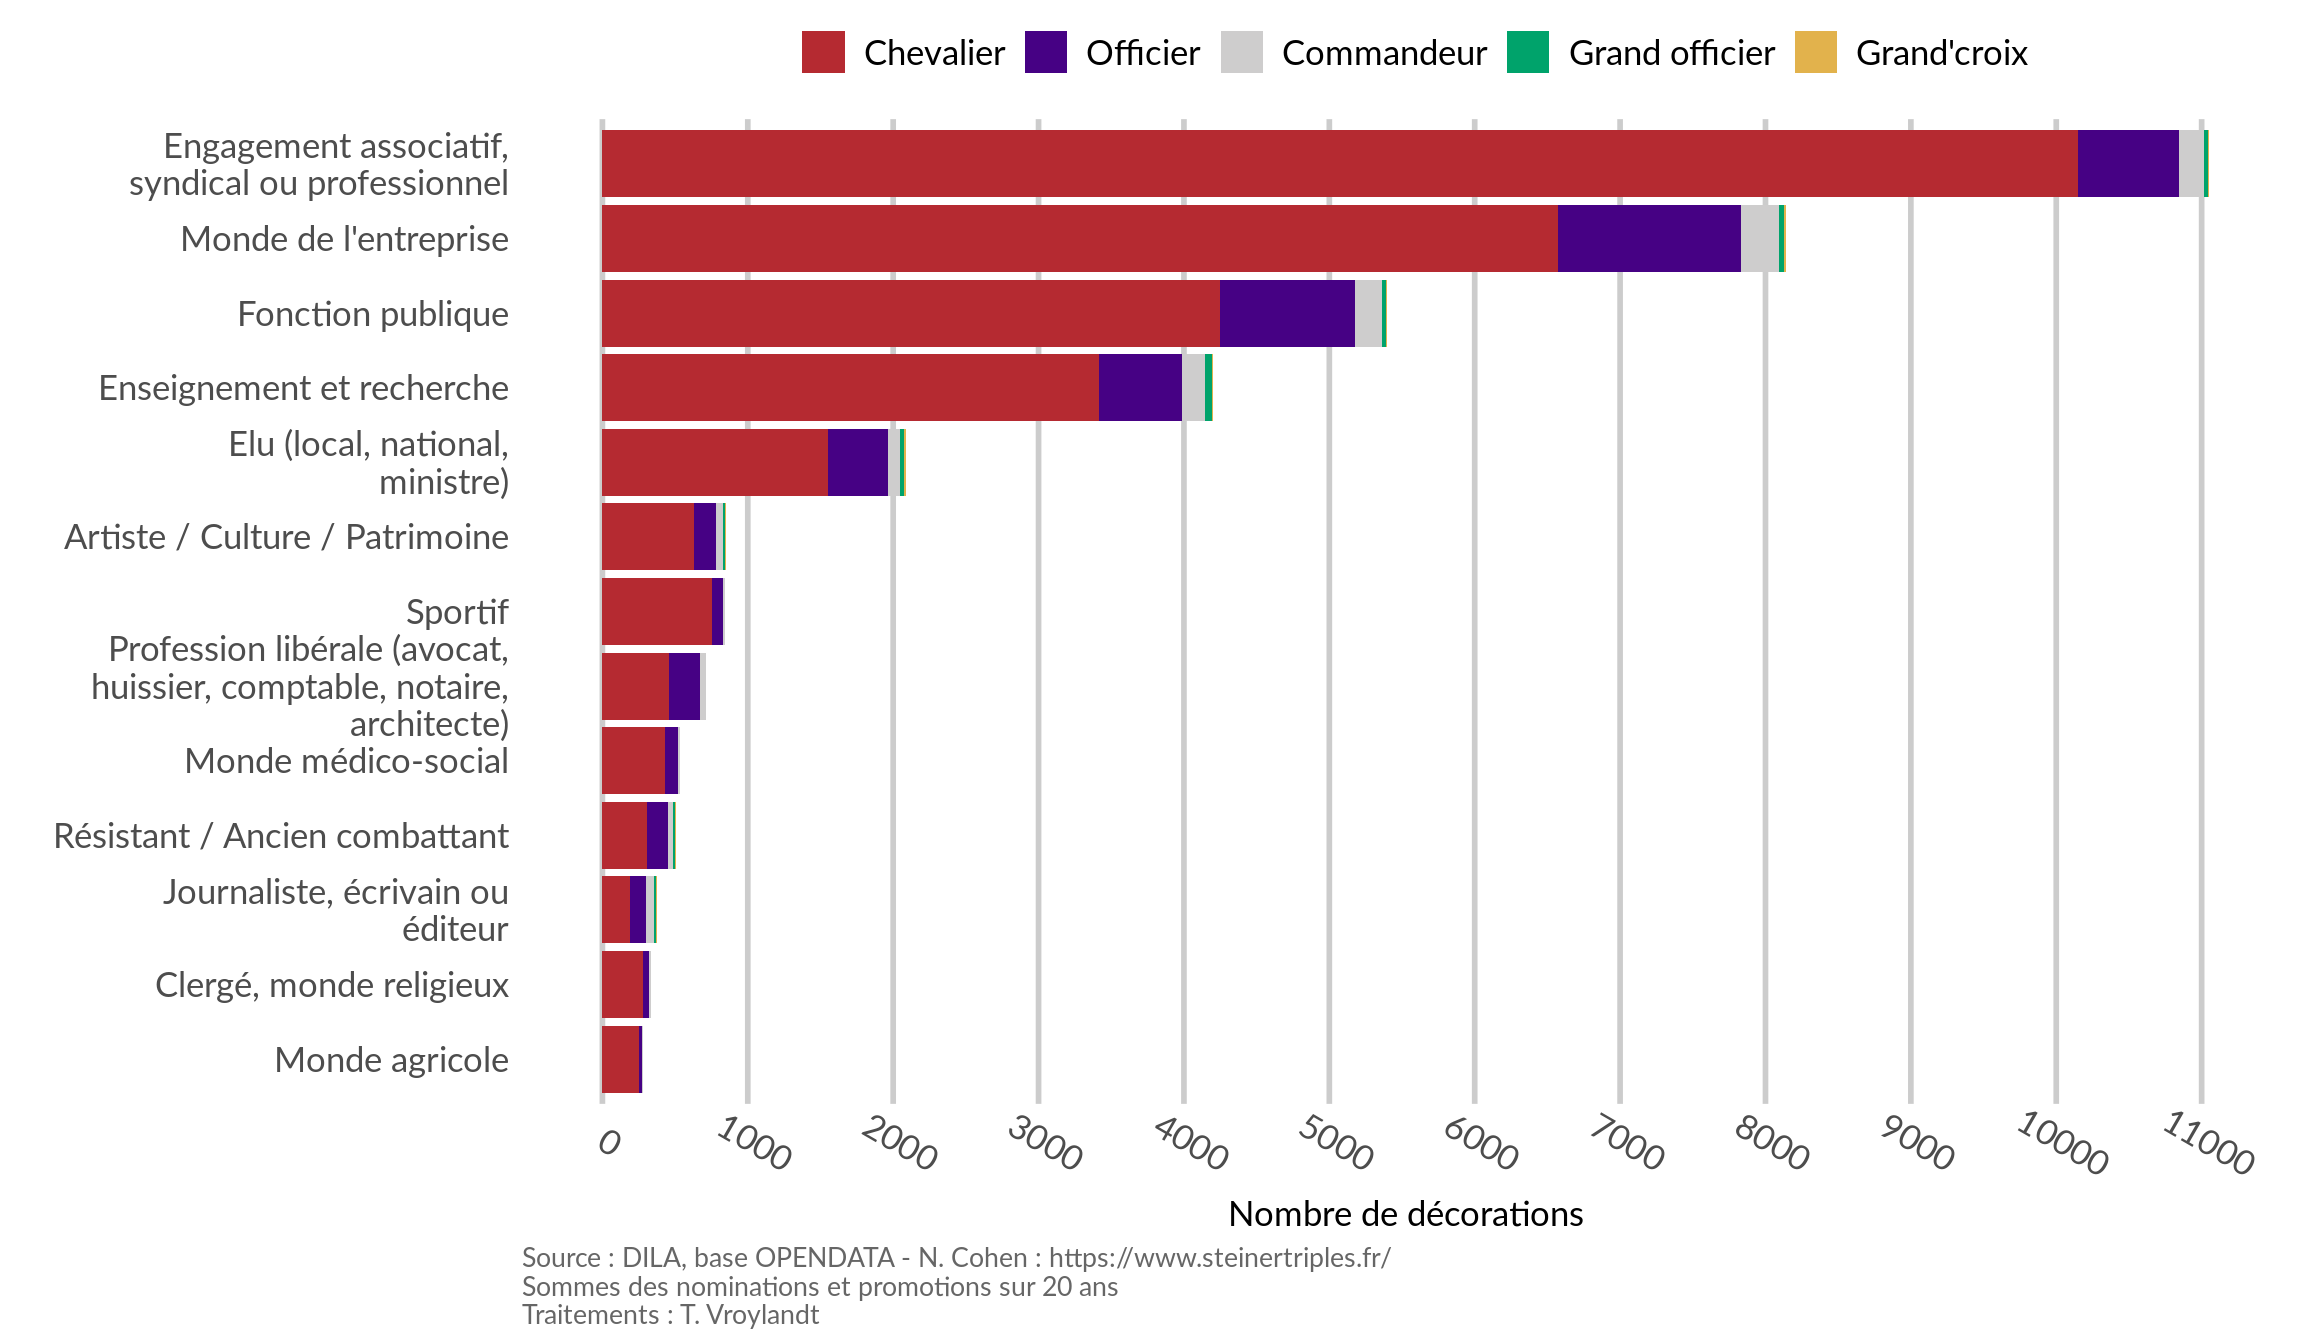 Chevalier Officier Commandeur Grand officier Grand'croix
Engagement associatif,
syndical ou professionnel
Monde de l'entreprise
Fonction publique
Enseignement et recherche
Elu (local, national,
ministre)
Artiste / Culture / Patrimoine
Sportif
Profession libérale (avocat,
huissier, comptable, notaire,
architecte)
Monde médico-social
Résistant / Ancien combattant
Journaliste, écrivain ou
éditeur
Clergé, monde religieux
Monde agricole
0 1000 2000 3000 4000 5000 6000 7000 8000 9000 10000 11000
Nombre de décorations
Source : DILA, base OPENDATA - N. Cohen : https://www.steinertriples.fr/
Sommes des nominations et promotions sur 20 ans
Traitements : T. Vroylandt